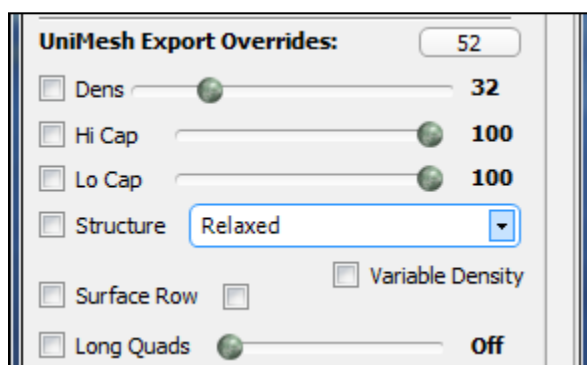 UniMesh Export Overrides: 52
Dens 32
Hi Cap 100
Lo Cap 100
Structure Relaxed
Variable Density
Surface Row
Long Quads Off